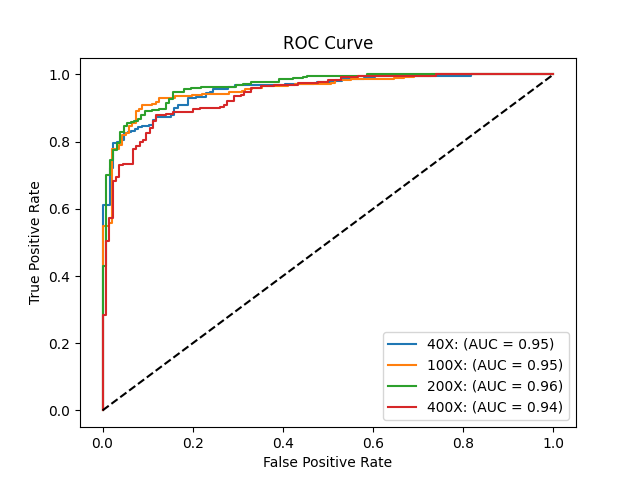 ROC Curve
True Positive Rate
1.0
0.8
0.6
0.4
0.2
0.0
40X: (AUC = 0.95)
100X: (AUC = 0.95)
200X: (AUC = 0.96)
400X: (AUC = 0.94)
0.0 0.2 0.4 0.6 0.8 1.0
False Positive Rate